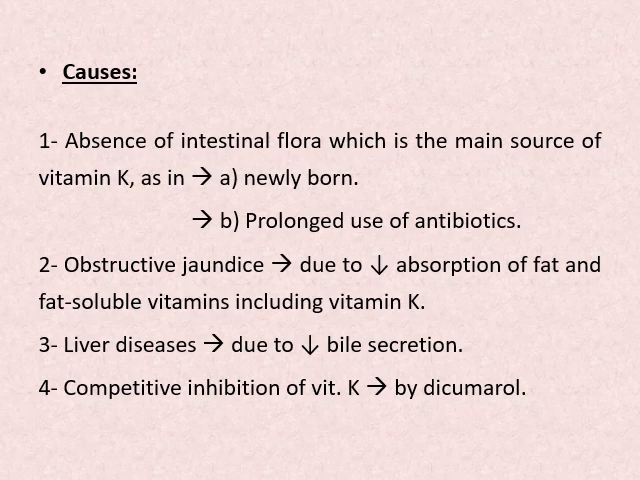 • Causes:
1- Absence of intestinal flora which is the main source of
vitamin K, as in → a) newly born.
→ b) Prolonged use of antibiotics.
2- Obstructive jaundice → due to ↓ absorption of fat and
fat-soluble vitamins including vitamin K.
3- Liver diseases → due to ↓ bile secretion.
4- Competitive inhibition of vit. K → by dicumarol.